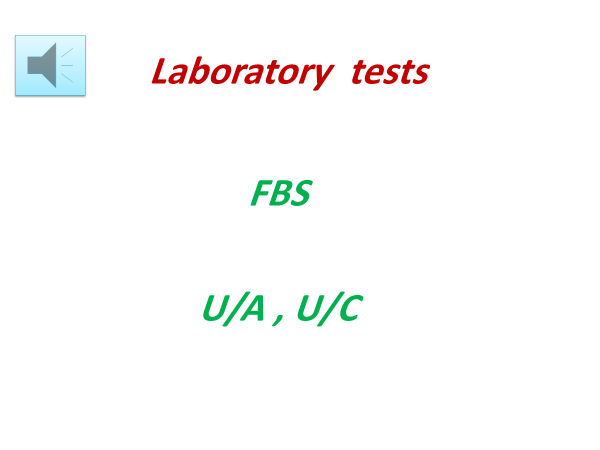 Laboratory tests
FBS
U/A , U/C